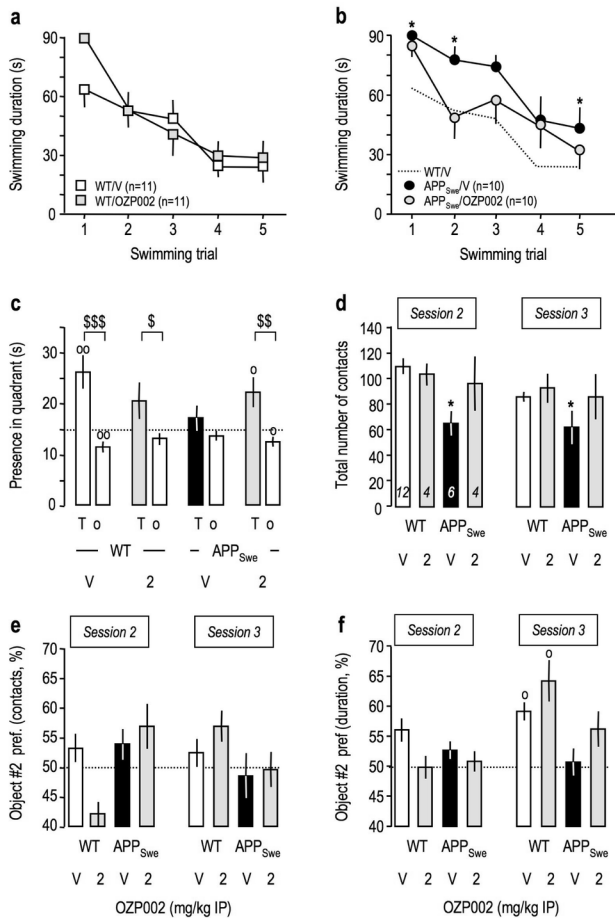 a
Swimming duration (s)
90
60
30
0
WT/V (n=11)
WT/OZP002 (n=11)
1 2 3 4 5
Swimming trial
b
Swimming duration (s)
90
60
30
0
* * *
WT/V
APPSwe/V (n=10)
APPSwe/OZP002 (n=10)
1 2 3 4 5
Swimming trial
c
Presence in quadrant (s)
35
30
25
20
15
10
0
$$$ $ $$
oo oo o o
T o T o T o T o
WT APPSwe
V 2 V 2
d
Session 2 Session 3
Total number of contacts
140
120
100
80
60
40
20
0
* *
12 4 6 4
WT APPSwe WT APPSwe
V 2 V 2 V 2 V 2
e
Session 2 Session 3
Object #2 pref. (contacts, %)
70
65
60
55
50
45
40
WT APPSwe WT APPSwe
V 2 V 2 V 2 V 2
OZP002 (mg/kg IP)
f
Session 2 Session 3
Object #2 pref (duration, %)
70
65
60
55
50
45
40
o o
WT APPSwe WT APPSwe
V 2 V 2 V 2 V 2
OZP002 (mg/kg IP)